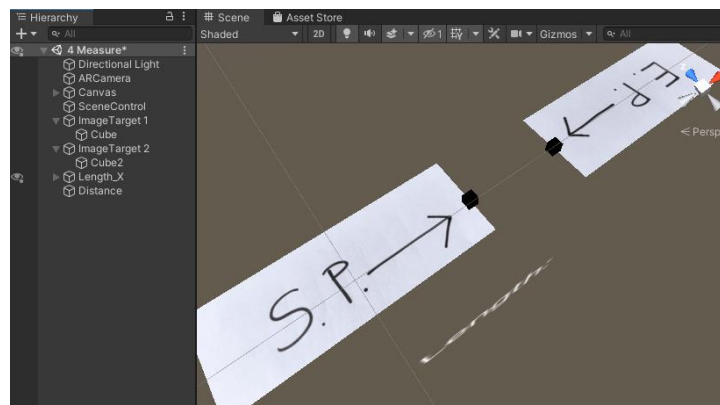 Hierarchy
All
4 Measure*
Directional Light
ARCamera
Canvas
SceneControl
ImageTarget 1
Cube
ImageTarget 2
Cube2
Length_X
Distance
Scene
Asset Store
Shaded
2D
1
Gizmos
All
E.P.
Persp
S.P.